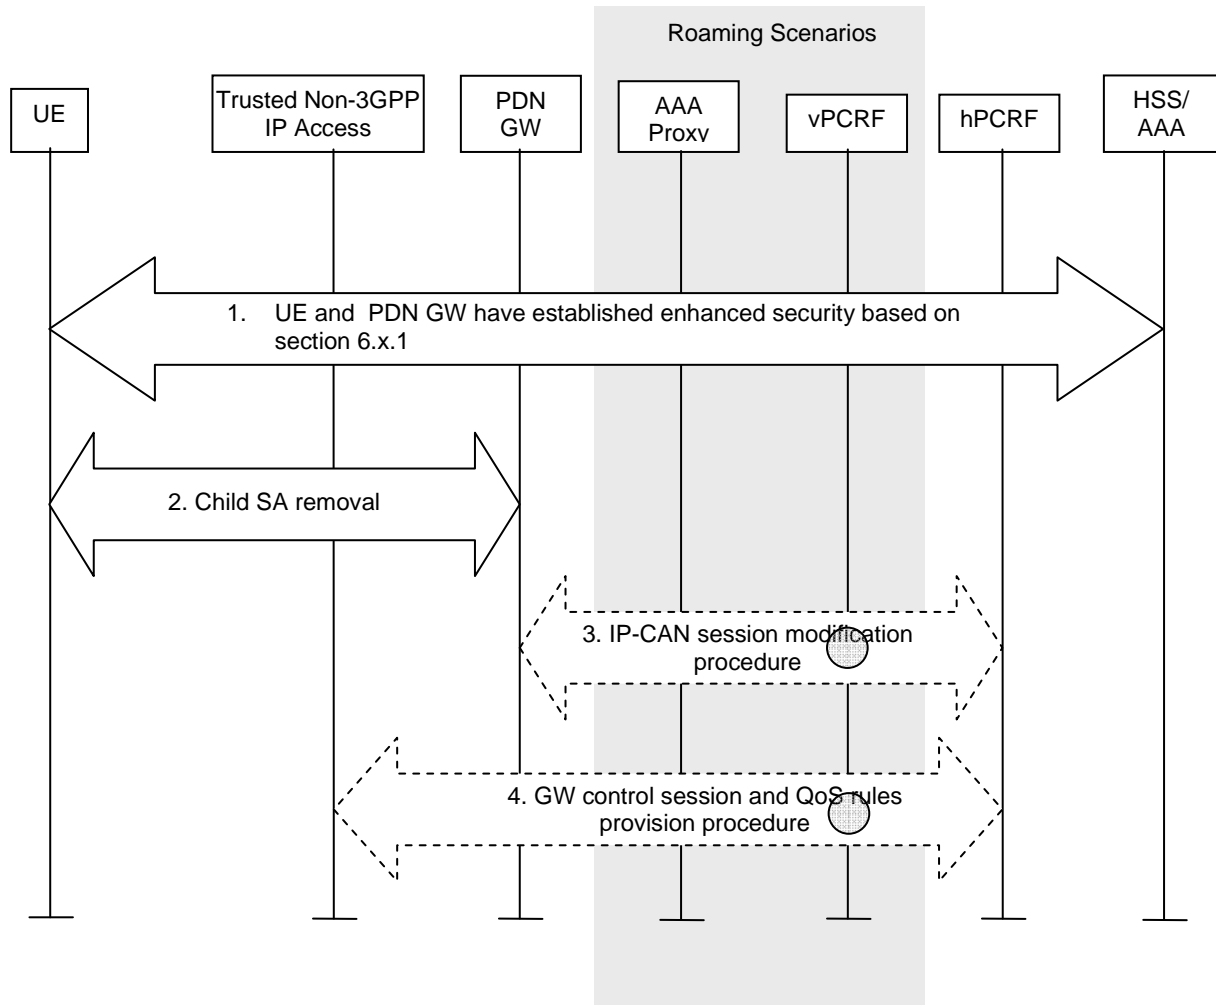 Roaming Scenarios
UE
Trusted Non-3GPP
IP Access
PDN
GW
AAA
Proxy
vPCRF
hPCRF
HSS/
AAA
1. UE and PDN GW have established enhanced security based on
section 6.x.1
2. Child SA removal
3. IP-CAN session modification
procedure
4. GW control session and QoS rules
provision procedure